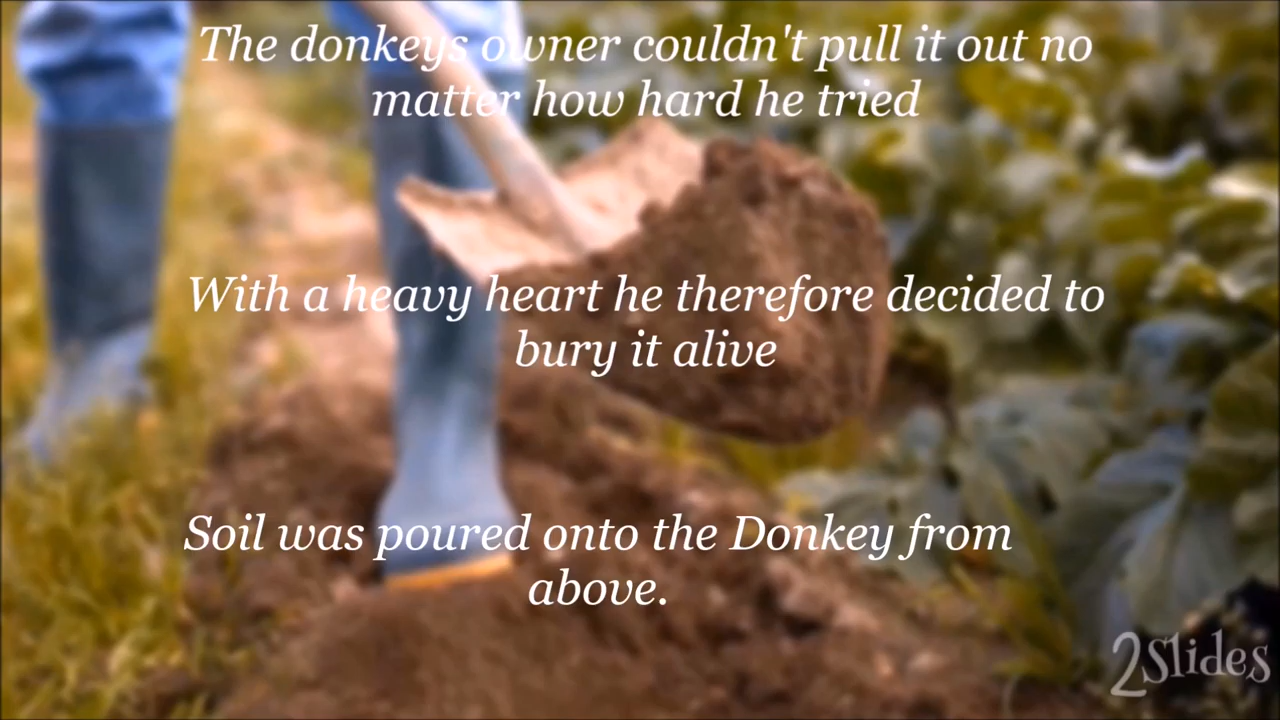 The donkeys owner couldn't pull it out no
matter how hard he tried
With a heavy heart he therefore decided to
bury it alive
Soil was poured onto the Donkey from
above.
2Slides